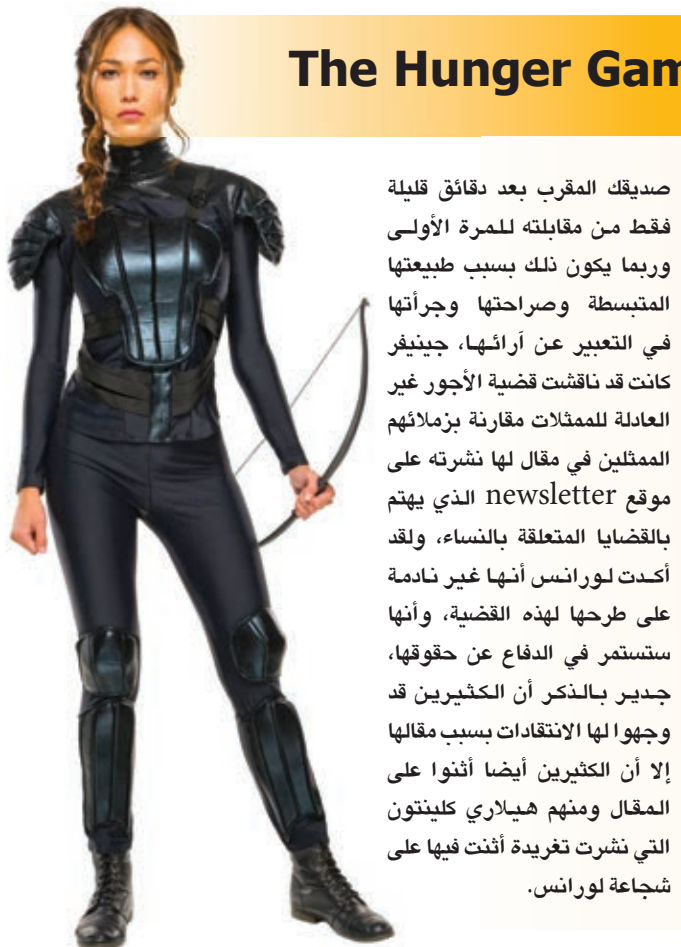 The Hunger Gam
صديقك المقرب بعد دقائق قليلة
فقط من مقابلته للمرة الأولى
وربما يكون ذلك بسبب طبيعتها
المتبسطة وصراحتها وجرأتها
في التعبير عن آرائها، جينيفر
كانت قد ناقشت قضية الأجور غير
العادلة للممثلات مقارنة بزملائهم
الممثلين في مقال لها نشرته على
موقع newsletter الذي يهتم
بالقضايا المتعلقة بالنساء، ولقد
أكدت لورانس أنها غير نادمة
على طرحها لهذه القضية، وأنها
ستستمر في الدفاع عن حقوقها،
جدير بالذكر أن الكثيرين قد
وجهوا لها الانتقادات بسبب مقالها
إلا أن الكثيرين أيضا أثنوا على
المقال ومنهم هيلاري كلينتون
التي نشرت تغريدة أثنت فيها على
شجاعة لورانس.